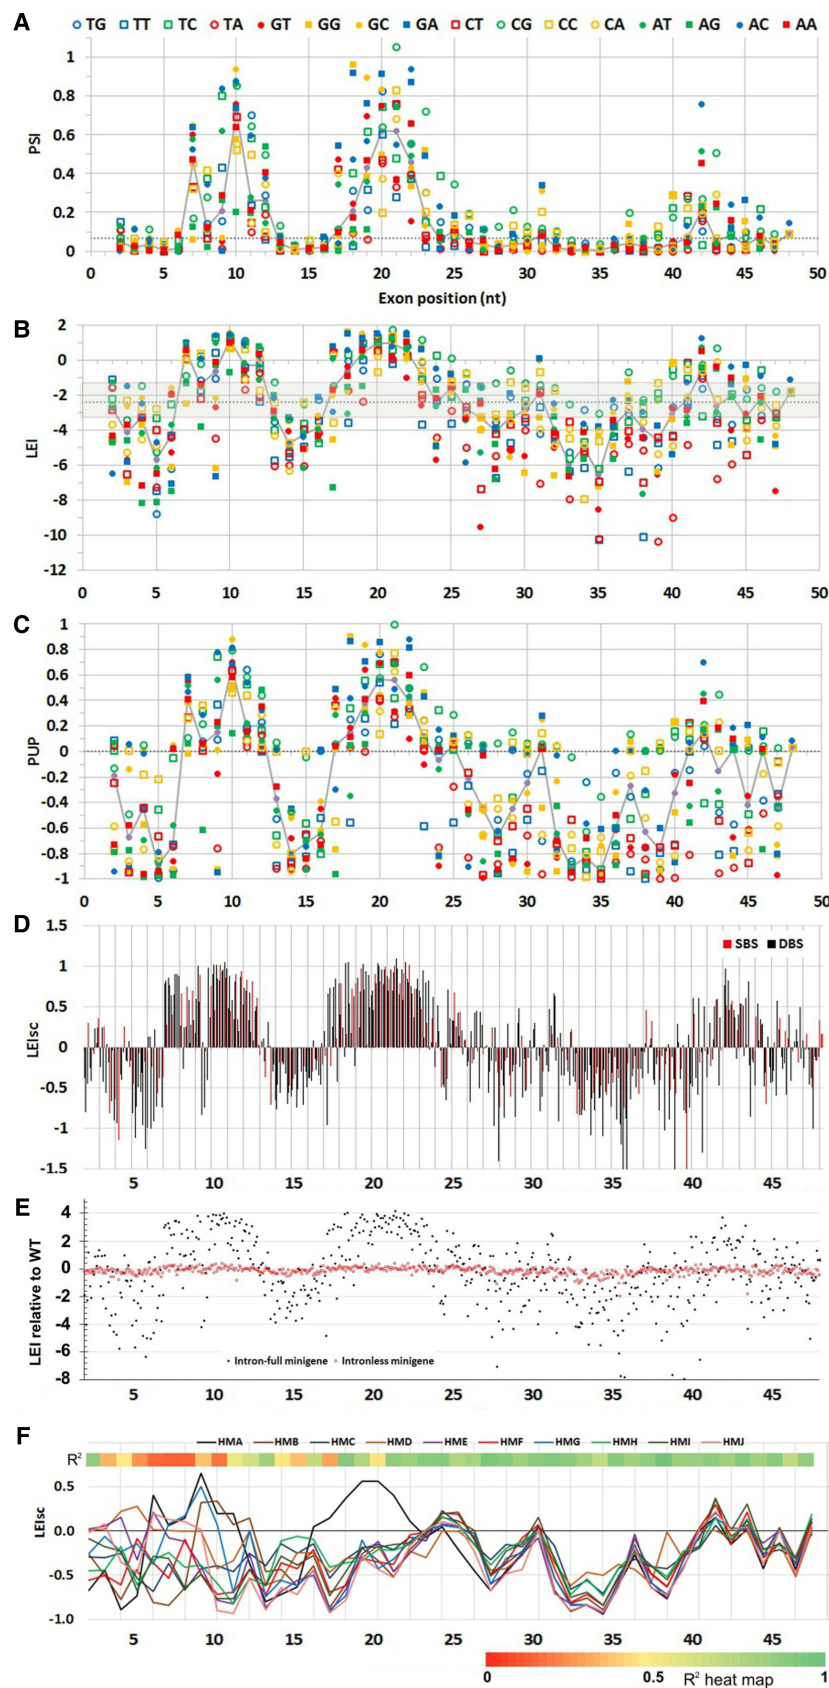 A
TG TT TC TA GT GG GC GA CT CG CC CA AT AG AC AA
PSI
1
0.8
0.6
0.4
0.2
0
0 5 10 15 20 25 30 35 40 45 50
Exon position (nt)
B
LEI
2
0
-2
-4
-6
-8
-10
-12
0 5 10 15 20 25 30 35 40 45 50
C
PUP
1
0.8
0.6
0.4
0.2
0
-0.2
-0.4
-0.6
-0.8
-1
0 5 10 15 20 25 30 35 40 45 50
D
LEIsc
1.5
1
0.5
0
-0.5
-1
-1.5
SBS DBS
5 10 15 20 25 30 35 40 45
E
LEI relative to WT
4
2
0
-2
-4
-6
-8
Intron-full minigene Intronless minigene
5 10 15 20 25 30 35 40 45
F
HMA HMB HMC HMD HME HMF HMG HMH HMI HMJ
R2
LEIsc
0.5
0.0
-0.5
-1.0
5 10 15 20 25 30 35 40 45
0 0.5 R2 heat map 1